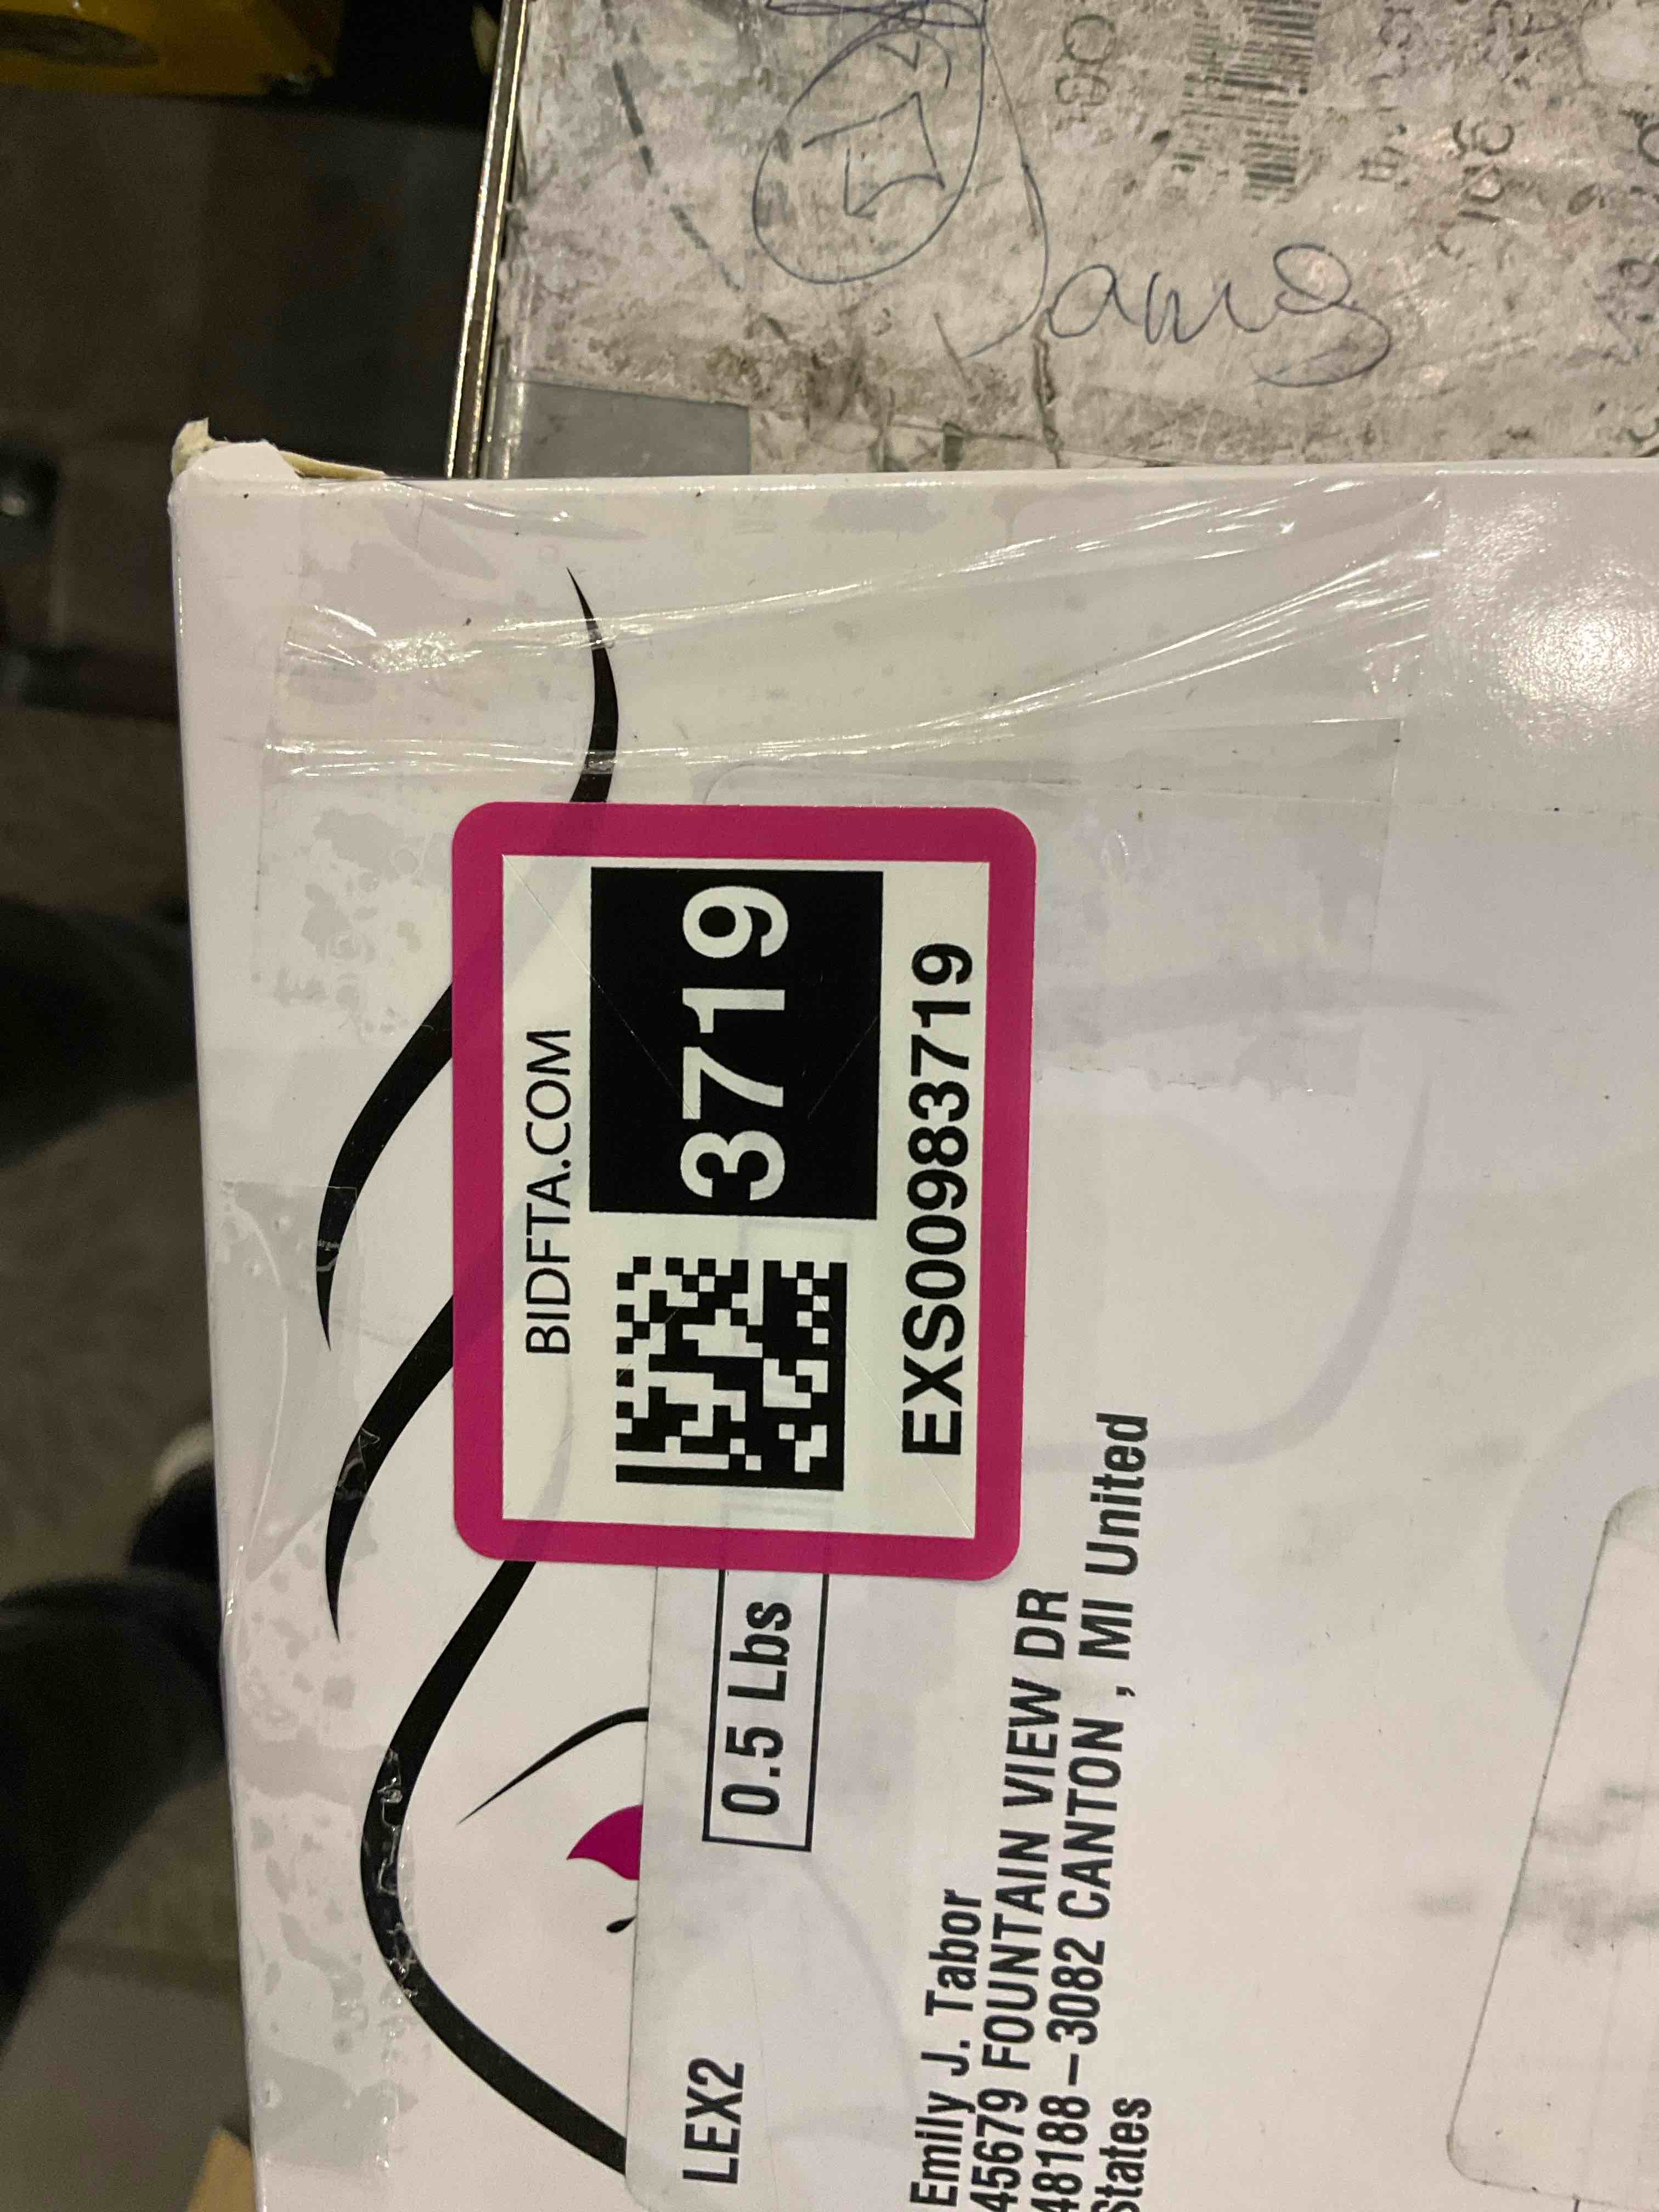 BIDFTA.COM
3719
EXS00983719
0.5 Lbs
LEX2
Emily J. Tabor
45679 FOUNTAIN VIEW DR
48188-3082 CANTON , MI United
States